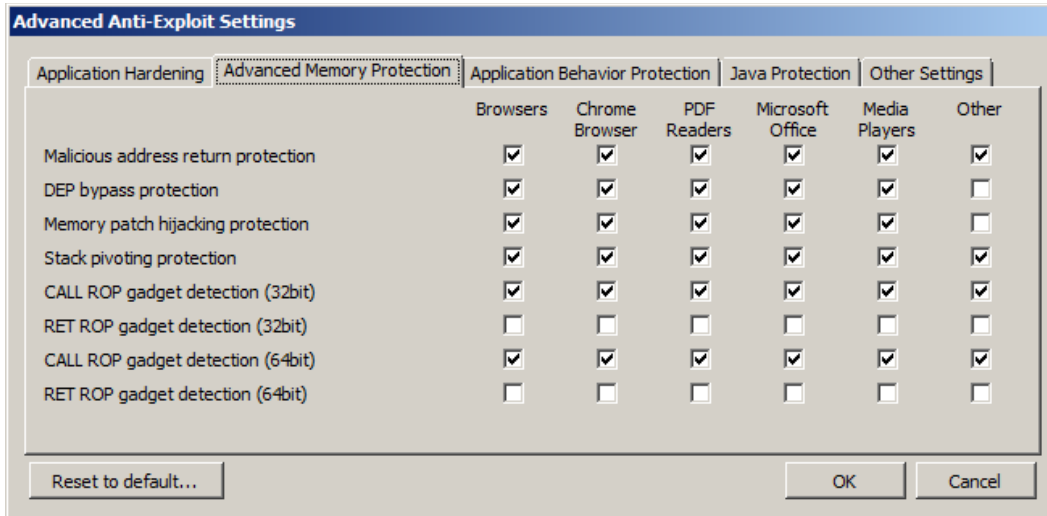 Advanced Anti-Exploit Settings
Application Hardening Advanced Memory Protection Application Behavior Protection Java Protection Other Settings
Browsers Chrome Browser PDF Readers Microsoft Office Media Players Other
Malicious address return protection
DEP bypass protection
Memory patch hijacking protection
Stack pivoting protection
CALL ROP gadget detection (32bit)
RET ROP gadget detection (32bit)
CALL ROP gadget detection (64bit)
RET ROP gadget detection (64bit)
Reset to default... OK Cancel